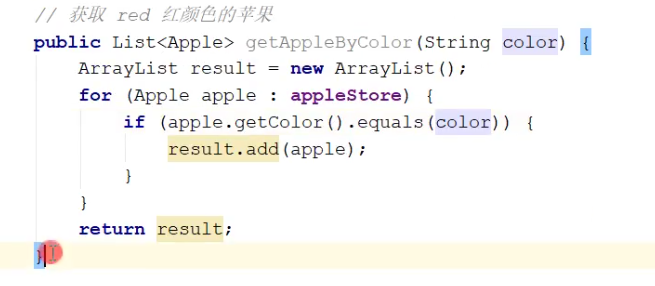 // 获取 red 红颜色的苹果
public List<Apple> getAppleByColor(String color) {
ArrayList result = new ArrayList();
for (Apple apple : appleStore) {
if (apple.getColor().equals(color)) {
result.add(apple);
}
}
return result;
}